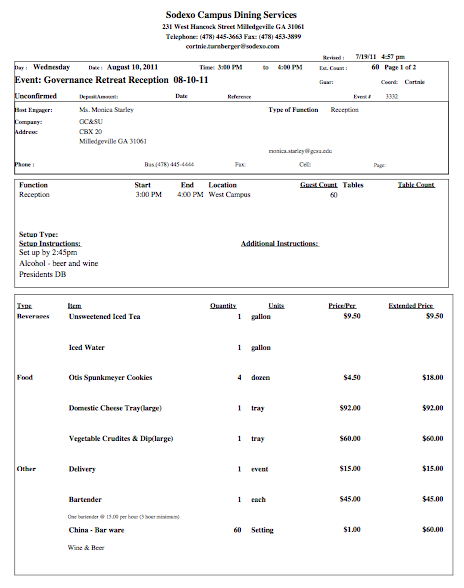 Sodexo Campus Dining Services
231 West Hancock Street Milledgeville GA 31061
Telephone: (478) 445-3663 Fax: (478) 453-3899
cortnie.turnberger@sodexo.com
Revised : 7/19/11 4:57 pm
Day : Wednesday Date : August 10, 2011 Time: 3:00 PM to 4:00 PM Est. Count : 60 Page 1 of 2
Event: Governance Retreat Reception 08-10-11 Guar: Coord: Cortnie
Unconfirmed DepositAmount: Date Reference Event # 3332
Host Engager: Ms. Monica Starley Type of Function Reception
Company: GC&SU
Address: CBX 20
Milledgeville GA 31061
monica.starley@gcsu.edu
Phone : Bus.(478) 445-4444 Fax: Cell: Page:
Function Start End Location Guest Count Tables Table Count
Reception 3:00 PM 4:00 PM West Campus 60
Setup Type:
Setup Instructions: Additional Instructions:
Set up by 2:45pm
Alcohol - beer and wine
Presidents DB
Type Item Quantity Units Price/Per Extended Price
Beverages Unsweetened Iced Tea 1 gallon $9.50 $9.50
Iced Water 1 gallon
Food Otis Spunkmeyer Cookies 4 dozen $4.50 $18.00
Domestic Cheese Tray(large) 1 tray $92.00 $92.00
Vegetable Crudites & Dip(large) 1 tray $60.00 $60.00
Other Delivery 1 event $15.00 $15.00
Bartender 1 each $45.00 $45.00
One bartender @ 15.00 per hour (3 hour minimum)
China - Bar ware 60 Setting $1.00 $60.00
Wine & Beer